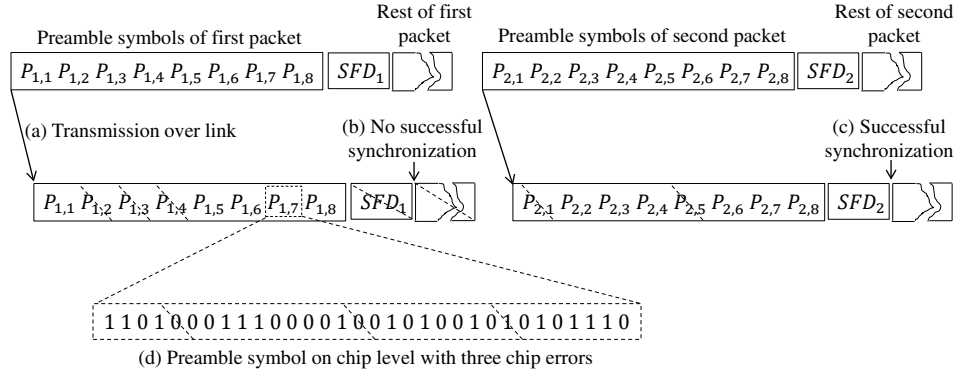 Preamble symbols of first packet
Rest of first
packet
Preamble symbols of second packet
Rest of second
packet
P₁,₁ P₁,₂ P₁,₃ P₁,₄ P₁,₅ P₁,₆ P₁,₇ P₁,₈ SFD₁
P₂,₁ P₂,₂ P₂,₃ P₂,₄ P₂,₅ P₂,₆ P₂,₇ P₂,₈ SFD₂
(a) Transmission over link
(b) No successful
synchronization
(c) Successful
synchronization
P₁,₁ P₁,₂ P₁,₃ P₁,₄ P₁,₅ P₁,₆ P₁,₇ P₁,₈ SFD₁
P₂,₁ P₂,₂ P₂,₃ P₂,₄ P₂,₅ P₂,₆ P₂,₇ P₂,₈ SFD₂
1 1 0 1 0 0 0 1 1 1 0 0 0 0 1 0 0 1 0 1 0 0 1 0 1 0 1 0 1 1 1 0
(d) Preamble symbol on chip level with three chip errors